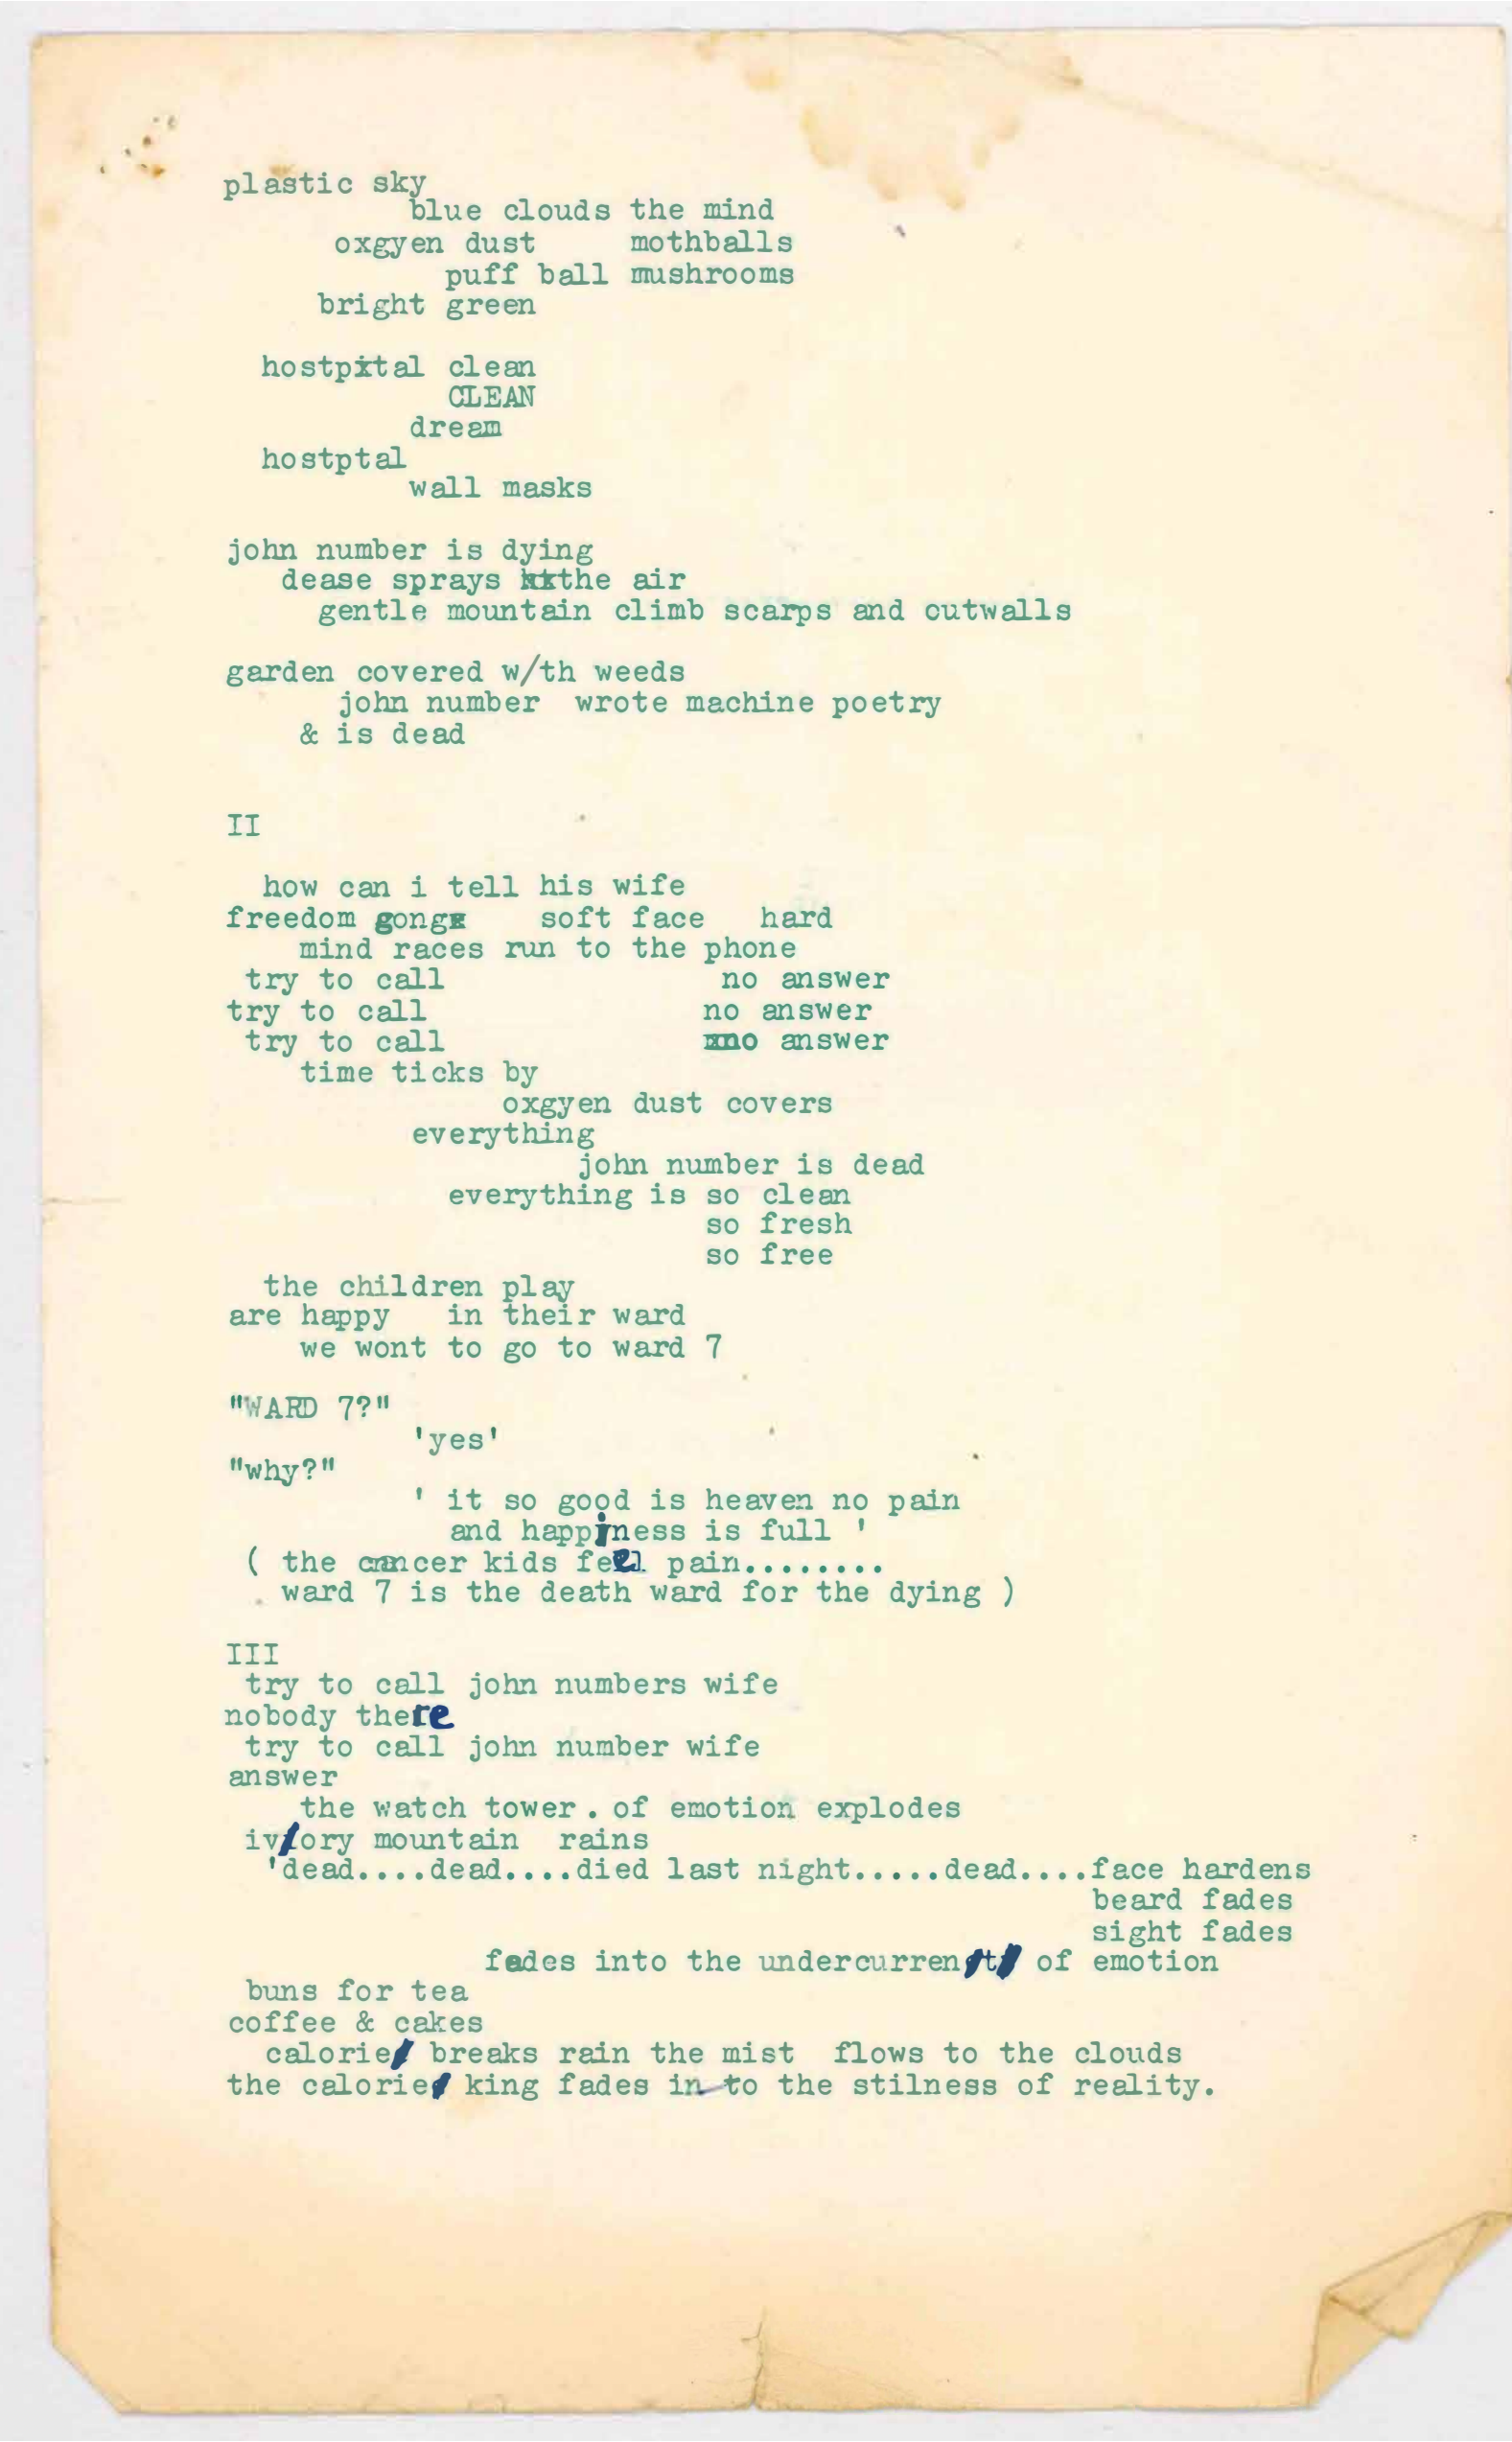 plastic sky
blue clouds the mind
oxgyen dust mothballs
puff ball mushrooms
bright green
hostpital clean
CLEAN
dream
hostptal
wall masks
john number is dying
dease sprays the air
gentle mountain climb scarps and outwalls
garden covered w/th weeds
john number wrote machine poetry
& is dead
II
how can i tell his wife
freedom gongs soft face hard
mind races run to the phone
try to call no answer
try to call no answer
try to call no answer
time ticks by
oxgyen dust covers
everything
john number is dead
everything is so clean
so fresh
so free
the children play
are happy in their ward
we wont to go to ward 7
"WARD 7?"
'yes'
"why?"
' it so good is heaven no pain
and happiness is full '
( the cancer kids feel pain........
ward 7 is the death ward for the dying )
III
try to call john numbers wife
nobody there
try to call john number wife
answer
the watch tower . of emotion explodes
ivory mountain rains
'dead....dead....died last night.....dead....face hardens
beard fades
sight fades
fades into the undercurrent of emotion
buns for tea
coffee & cakes
calorie breaks rain the mist flows to the clouds
the calorie king fades in to the stilness of reality.